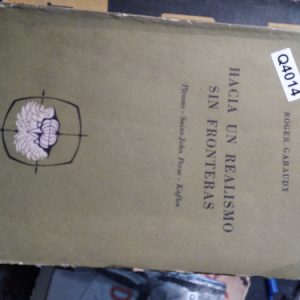 Q4014
ROGER GARAUDY
HACIA UN REALISMO
SIN FRONTERAS
Picasso - Saint-John Perse - Kafka